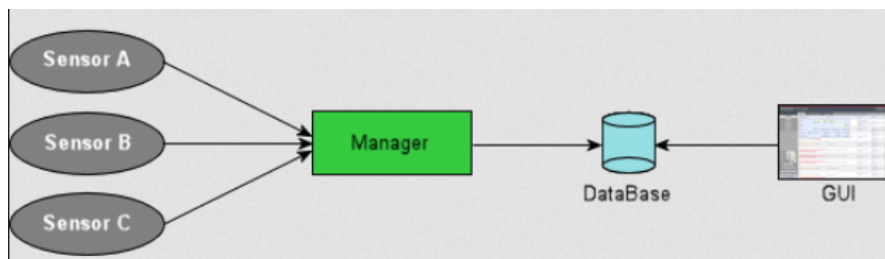 Sensor A
Sensor B
Manager
DataBase
GUI
Sensor C